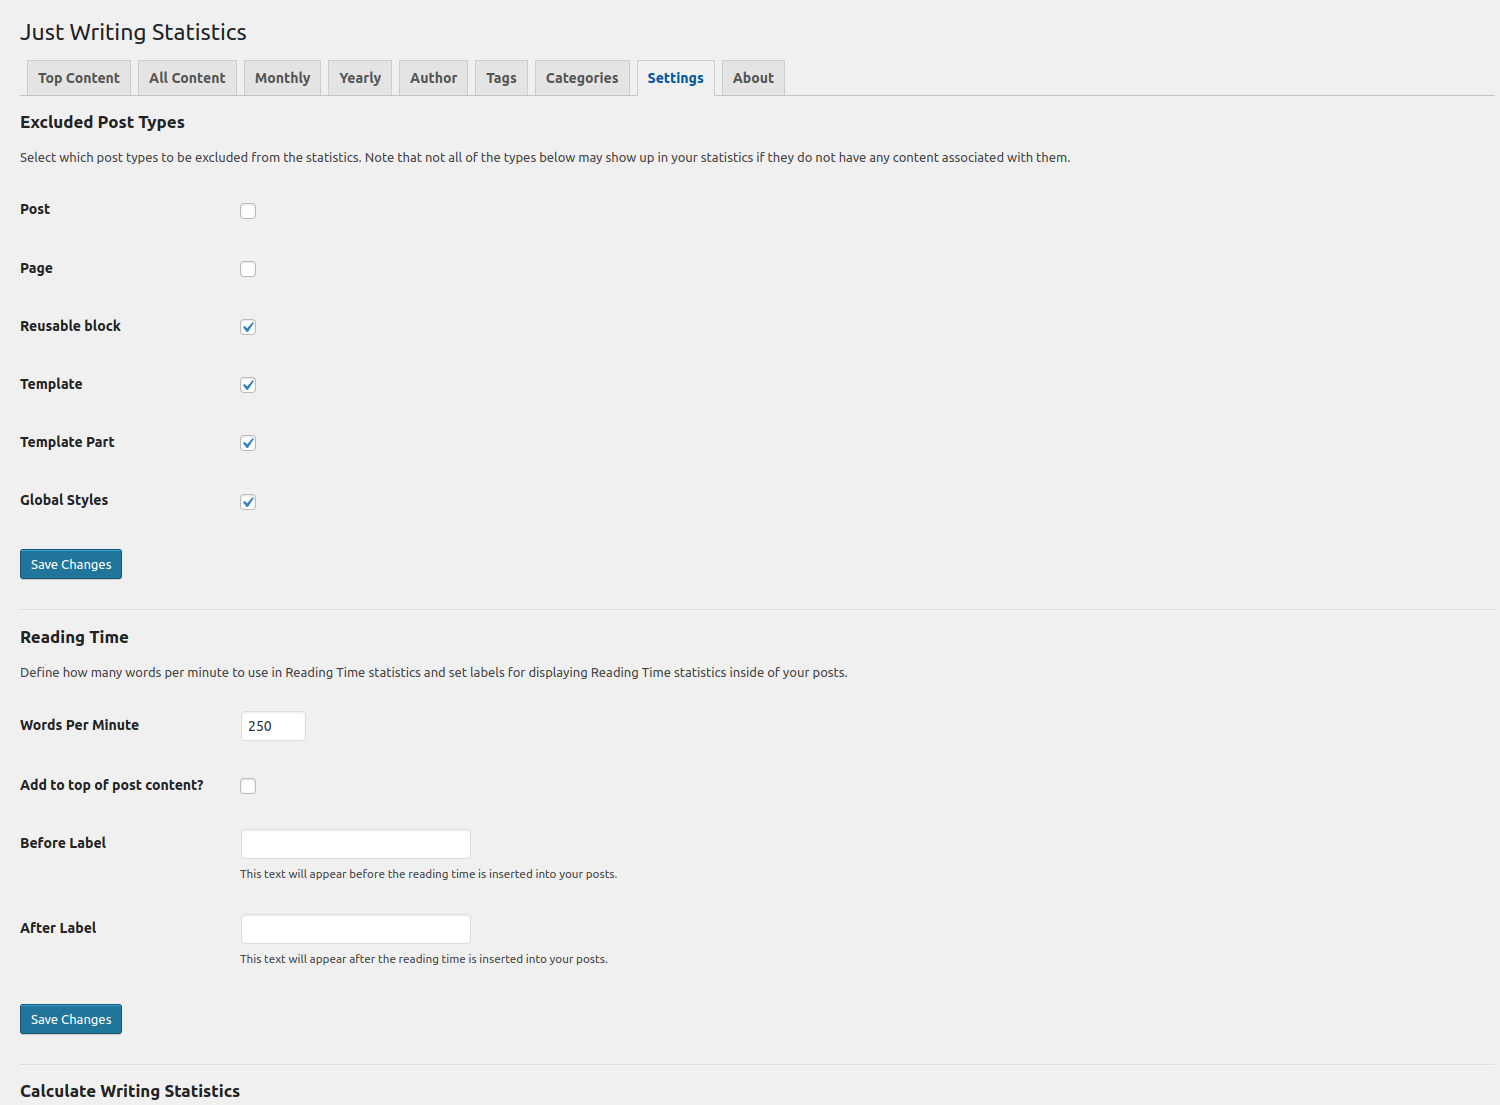 Just Writing Statistics
Top Content All Content Monthly Yearly Author Tags Categories Settings About
Excluded Post Types
Select which post types to be excluded from the statistics. Note that not all of the types below may show up in your statistics if they do not have any content associated with them.
Post
Page
Reusable block
Template
Template Part
Global Styles
Save Changes
Reading Time
Define how many words per minute to use in Reading Time statistics and set labels for displaying Reading Time statistics inside of your posts.
Words Per Minute 250
Add to top of post content?
Before Label
This text will appear before the reading time is inserted into your posts.
After Label
This text will appear after the reading time is inserted into your posts.
Save Changes
Calculate Writing Statistics